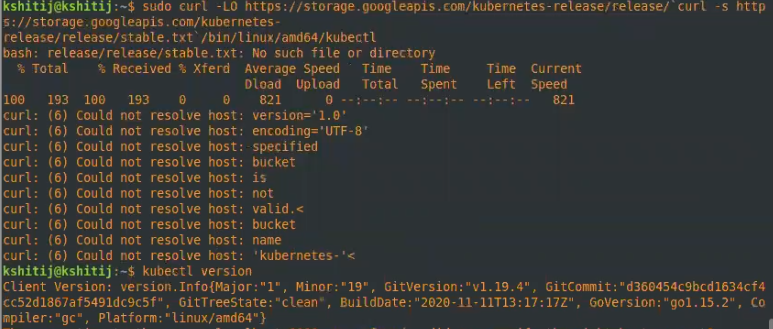 kshitij@kshitij:~$ sudo curl -LO https://storage.googleapis.com/kubernetes-release/release/`curl -s http
s://storage.googleapis.com/kubernetes-
release/release/stable.txt`/bin/linux/amd64/kubectl
bash: release/release/stable.txt: No such file or directory
% Total % Received % Xferd Average Speed Time Time Time Current
Dload Upload Total Spent Left Speed
100 193 100 193 0 0 821 0 --:--:-- --:--:-- --:--:-- 821
curl: (6) Could not resolve host: version='1.0'
curl: (6) Could not resolve host: encoding='UTF-8'
curl: (6) Could not resolve host: specified
curl: (6) Could not resolve host: bucket
curl: (6) Could not resolve host: is
curl: (6) Could not resolve host: not
curl: (6) Could not resolve host: valid.<
curl: (6) Could not resolve host: bucket
curl: (6) Could not resolve host: name
curl: (6) Could not resolve host: 'kubernetes-'<
kshitij@kshitij:~$ kubectl version
Client Version: version.Info{Major:"1", Minor:"19", GitVersion:"v1.19.4", GitCommit:"d360454c9bcd1634cf4
cc52d1867af5491dc9c5f", GitTreeState:"clean", BuildDate:"2020-11-11T13:17:17Z", GoVersion:"go1.15.2", Co
mpiler:"gc", Platform:"linux/amd64"}